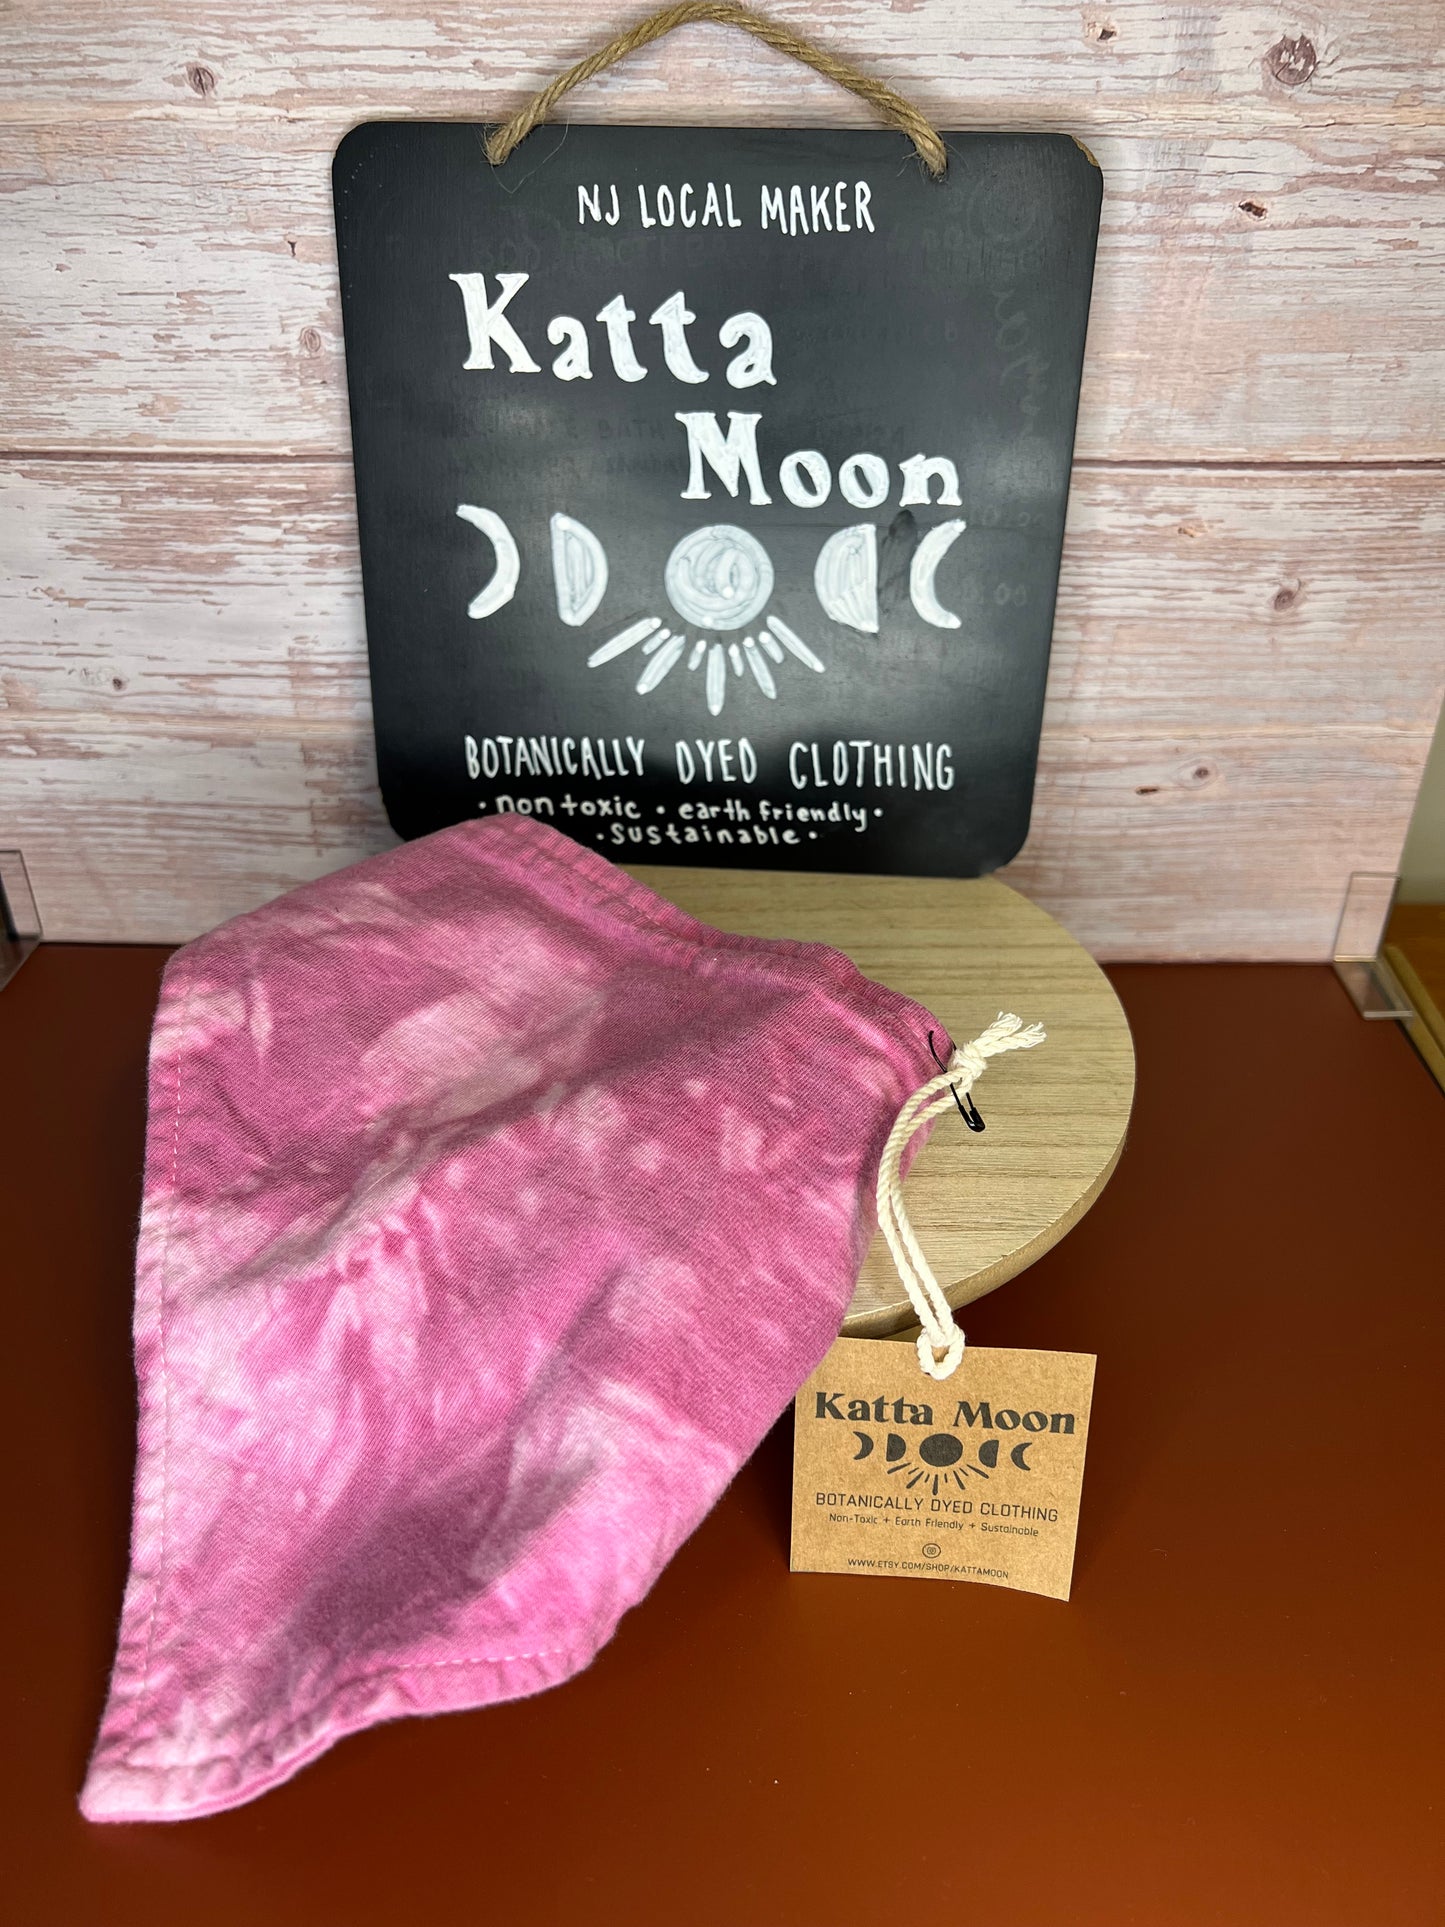 NJ LOCAL MAKER
Katta
Moon
BOTANICALLY DYED CLOTHING
• non toxic • earth friendly •
• Sustainable •
Katta Moon
BOTANICALLY DYED CLOTHING
Non-Toxic + Earth Friendly + Sustainable
WWW.ETSY.COM/SHOP/KATTAMOON